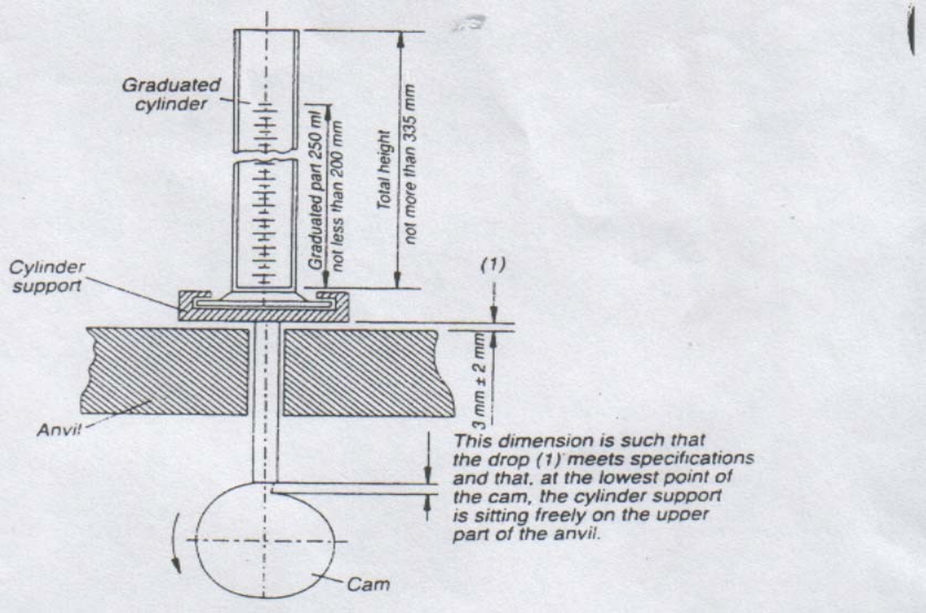 Graduated
cylinder
Graduated part 250 ml
not less than 200 mm
Total height
not more than 335 mm
Cylinder
support
(1)
3 mm ± 2 mm
Anvil
This dimension is such that
the drop (1) meets specifications
and that, at the lowest point of
the cam, the cylinder support
is sitting freely on the upper
part of the anvil.
Cam